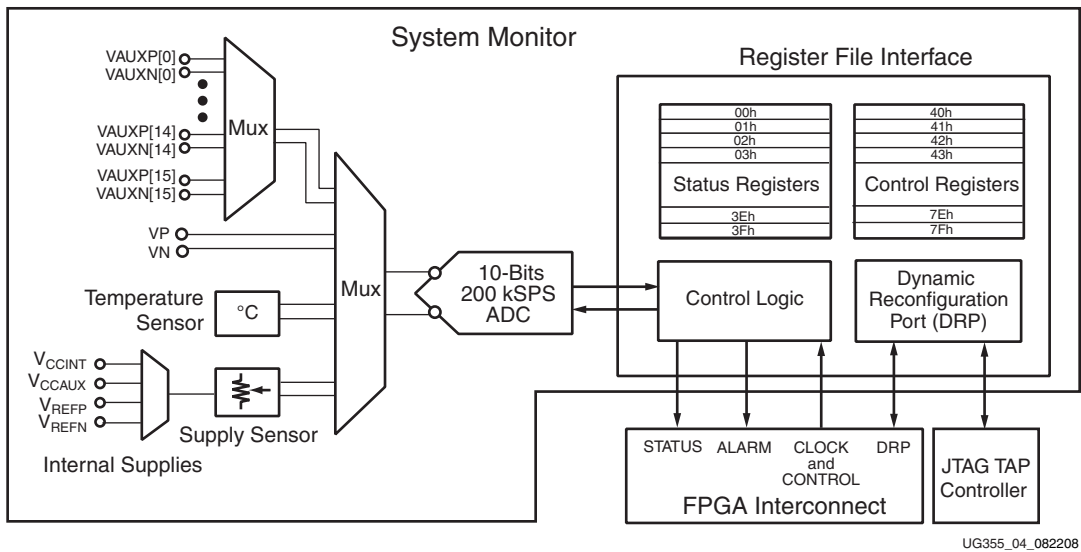 System Monitor
VAUXP[0]
VAUXN[0]
VAUXP[14]
VAUXN[14]
VAUXP[15]
VAUXN[15]
Mux
VP
VN
Temperature
Sensor
°C
Mux
VCCINT
VCCAUX
VREFP
VREFN
Supply Sensor
Internal Supplies
10-Bits
200 kSPS
ADC
Register File Interface
00h
01h
02h
03h
Status Registers
3Eh
3Fh
40h
41h
42h
43h
Control Registers
7Eh
7Fh
Control Logic
Dynamic
Reconfiguration
Port (DRP)
STATUS
ALARM
CLOCK
and
CONTROL
DRP
FPGA Interconnect
JTAG TAP
Controller
UG355_04_082208